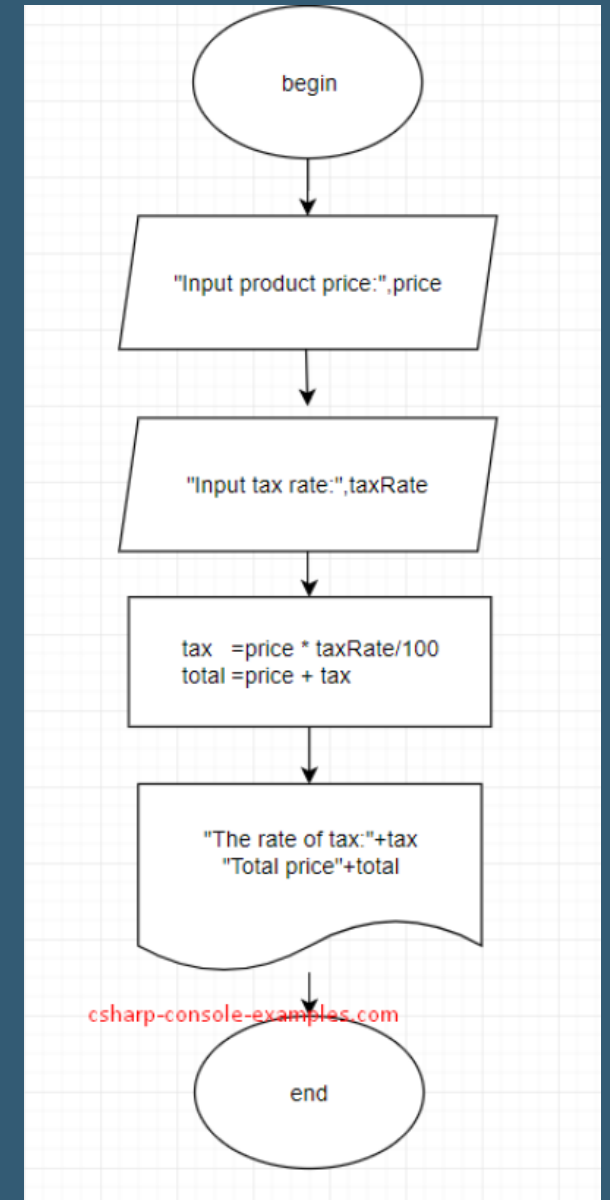 begin
"Input product price:",price
"Input tax rate:",taxRate
tax   =price * taxRate/100
total =price + tax
"The rate of tax:"+tax
"Total price"+total
csharp-console-examples.com
end